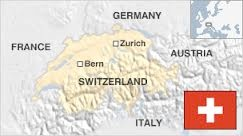 GERMANY
FRANCE
Zurich
AUSTRIA
Bern
SWITZERLAND
ITALY